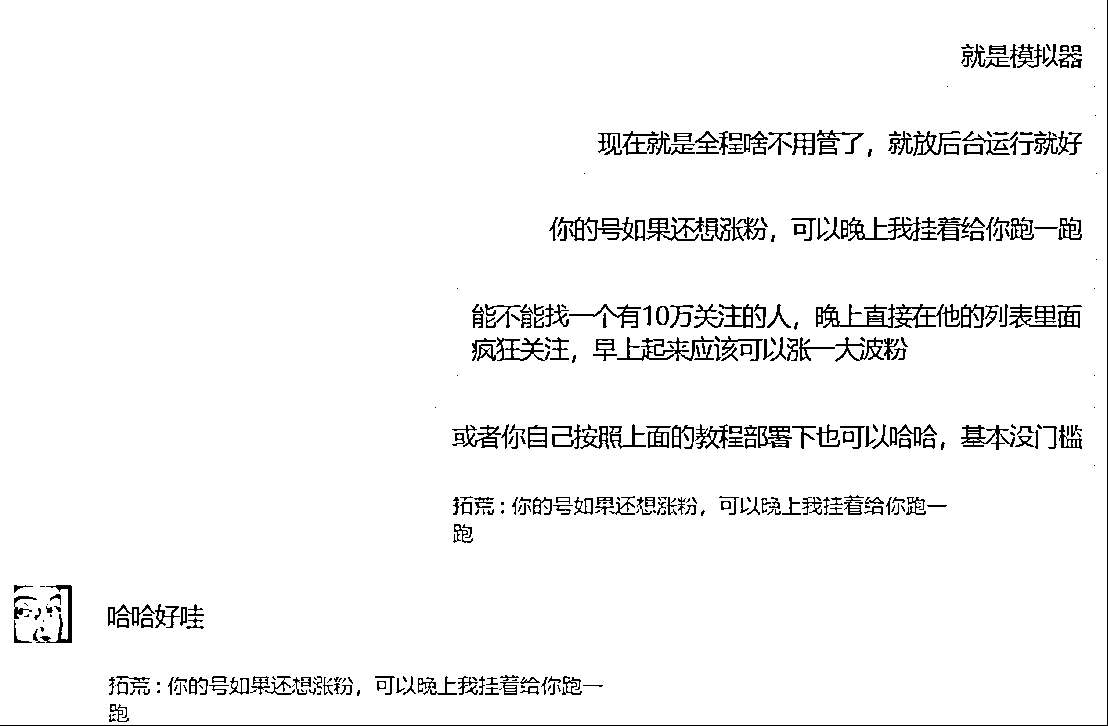 就是模拟器
现在就是全程啥不用管了，就放后台运行就好
你的号如果还想涨粉，可以晚上我挂着给你跑一跑
能不能找一个有10万关注的人，晚上直接在他的列表里面
疯狂关注，早上起来应该可以涨一大波粉
或者你自己按照上面的教程部署下也可以哈哈，基本没门槛
拓荒：你的号如果还想涨粉，可以晚上我挂着给你跑一
跑
哈哈好哇
拓荒：你的号如果还想涨粉，可以晚上我挂着给你跑一
跑